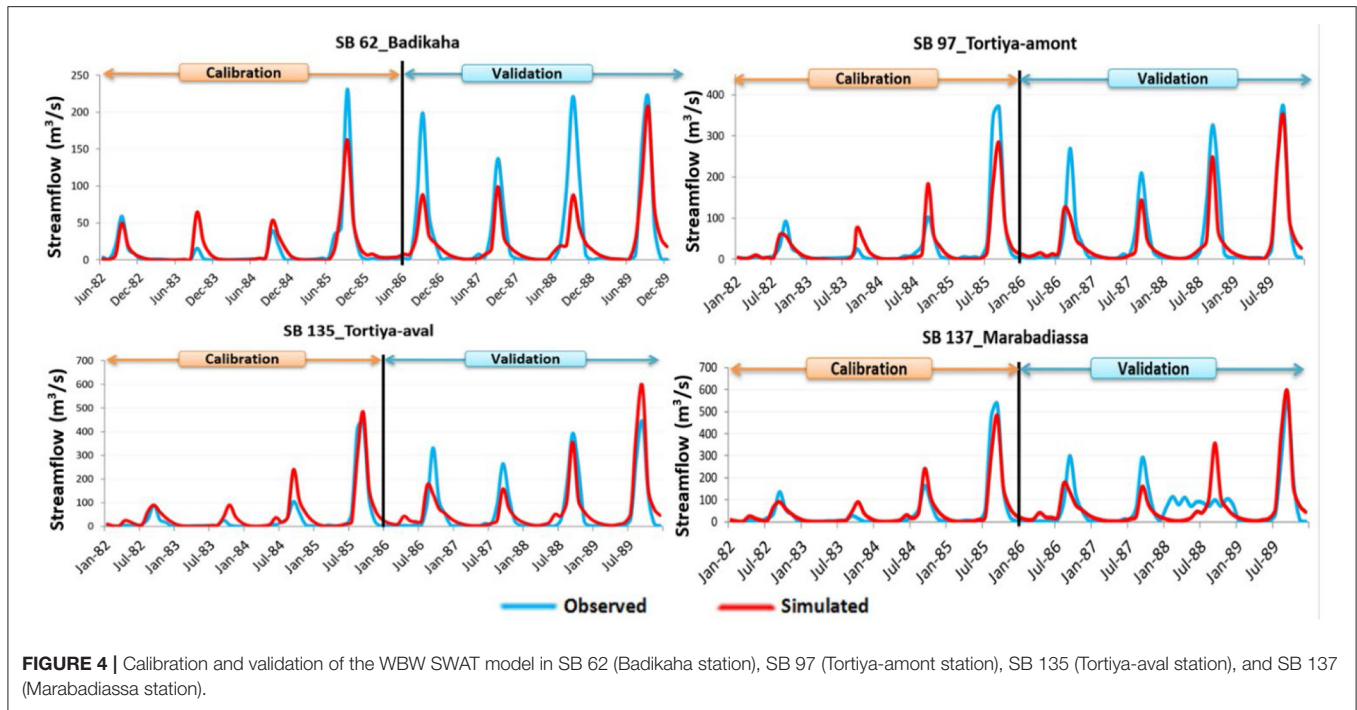 SB 62_Badikaha
Calibration
Validation
Streamflow (m³/s)
250
200
150
100
50
0
Jun-82
Dec-82
Jun-83
Dec-83
Jun-84
Dec-84
Jun-85
Dec-85
Jun-86
Dec-86
Jun-87
Dec-87
Jun-88
Dec-88
Jun-89
Dec-89
SB 97_Tortiya-amont
Calibration
Validation
Streamflow (m³/s)
400
300
200
100
0
Jan-82
Jul-82
Jan-83
Jul-83
Jan-84
Jul-84
Jan-85
Jul-85
Jan-86
Jul-86
Jan-87
Jul-87
Jan-88
Jul-88
Jan-89
Jul-89
SB 135_Tortiya-aval
Calibration
Validation
Streamflow (m³/s)
700
600
500
400
300
200
100
0
Jan-82
Jul-82
Jan-83
Jul-83
Jan-84
Jul-84
Jan-85
Jul-85
Jan-86
Jul-86
Jan-87
Jul-87
Jan-88
Jul-88
Jan-89
Jul-89
SB 137_Marabadiassa
Calibration
Validation
Streamflow (m³/s)
700
600
500
400
300
200
100
0
Jan-82
Jul-82
Jan-83
Jul-83
Jan-84
Jul-84
Jan-85
Jul-85
Jan-86
Jul-86
Jan-87
Jul-87
Jan-88
Jul-88
Jan-89
Jul-89
Observed
Simulated
FIGURE 4 | Calibration and validation of the WBW SWAT model in SB 62 (Badikaha station), SB 97 (Tortiya-amont station), SB 135 (Tortiya-aval station), and SB 137
(Marabadiassa station).